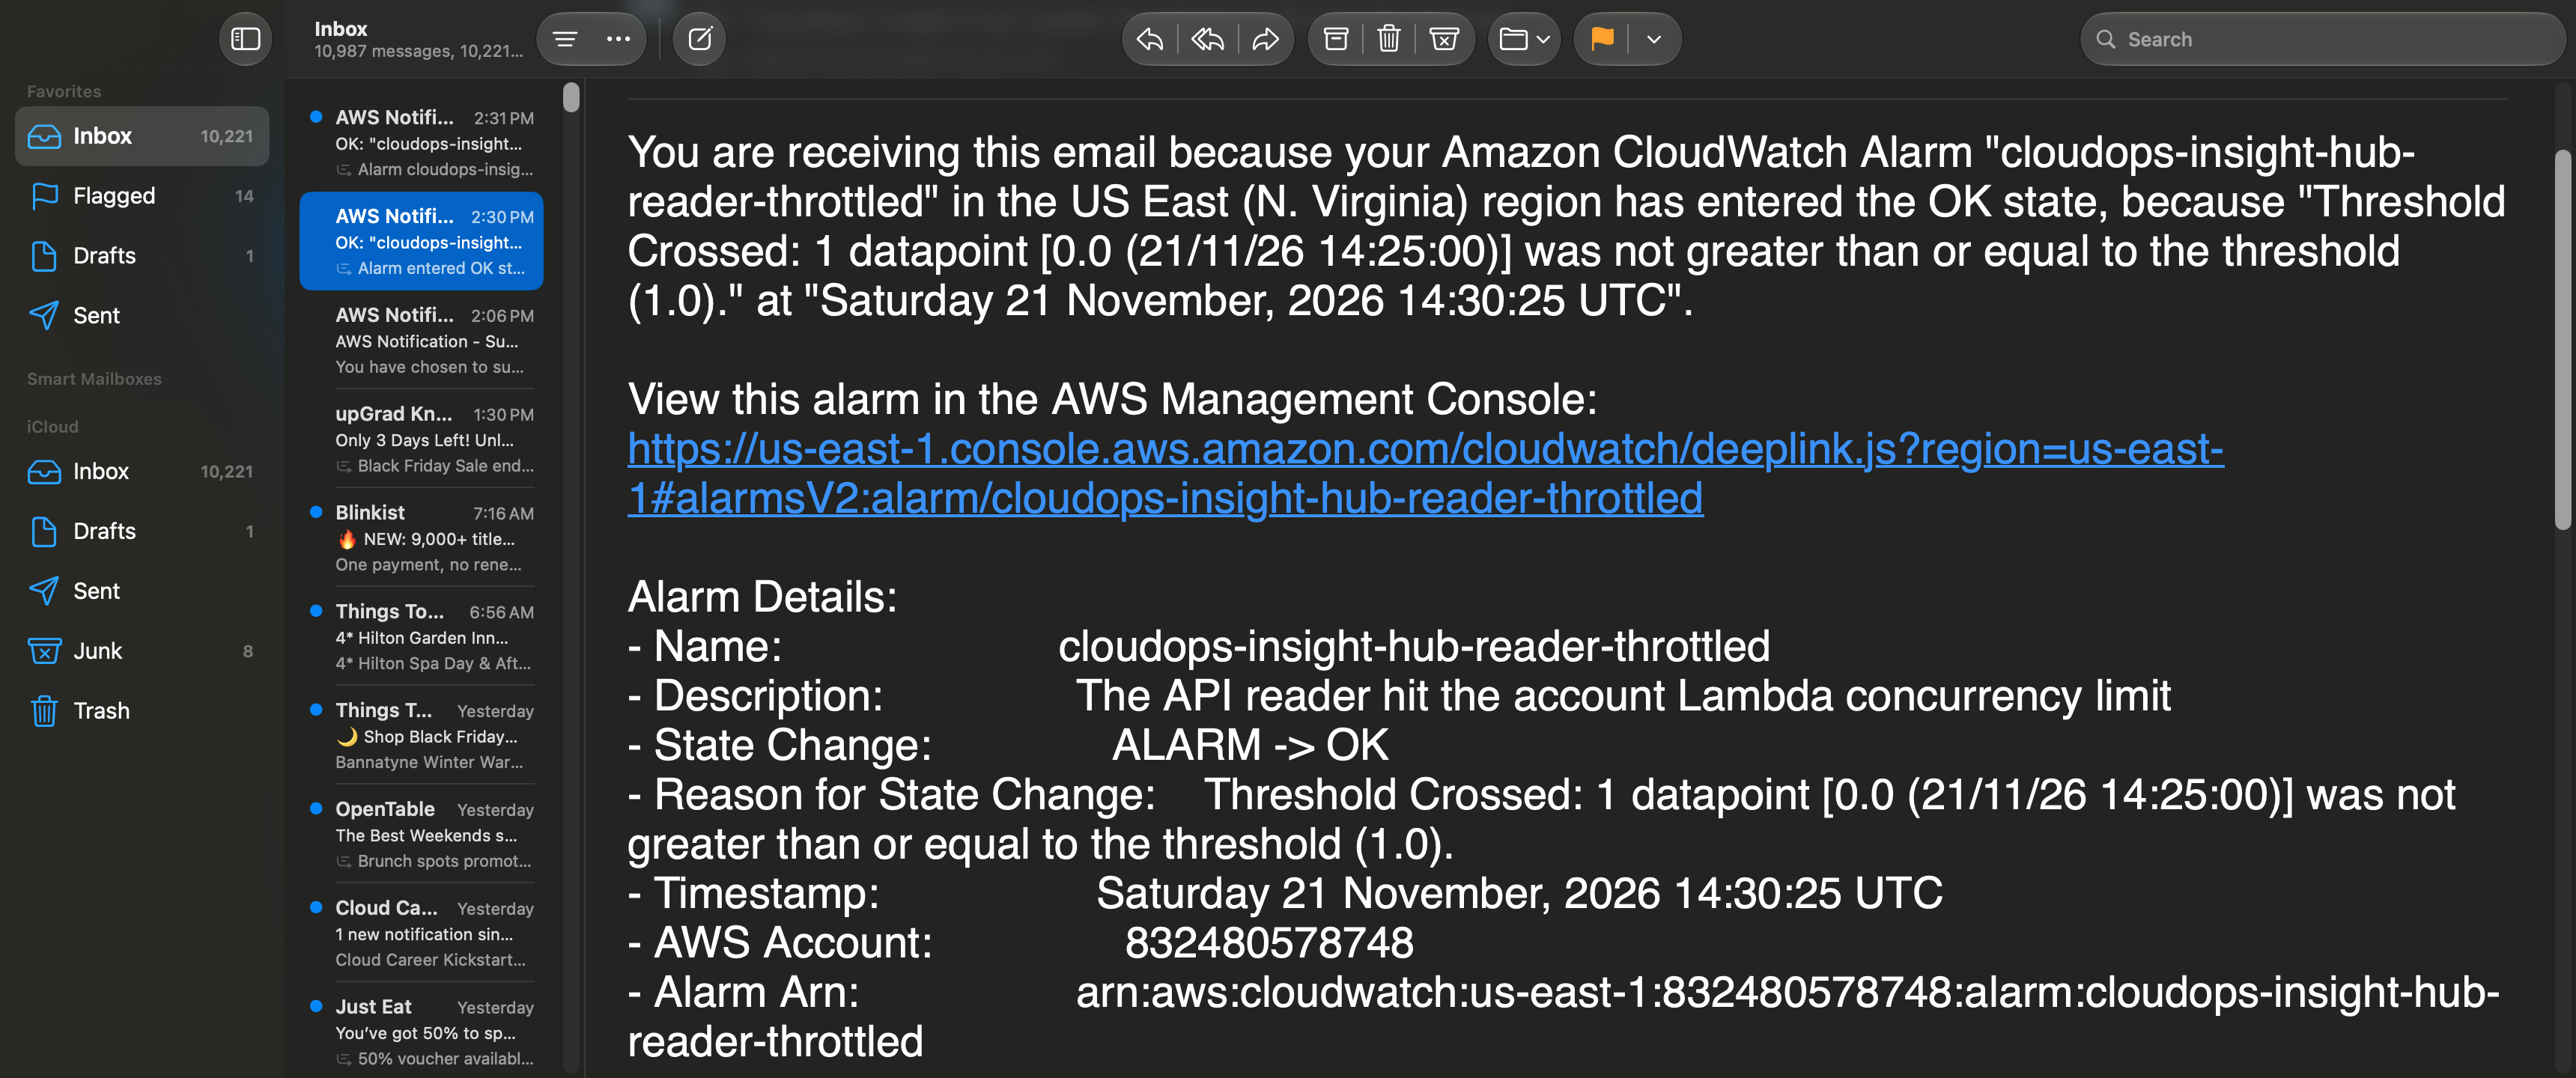 Inbox
10,987 messages, 10,221...
Search
Favorites
Inbox 10,221
Flagged 14
Drafts 1
Sent
Smart Mailboxes
iCloud
Inbox 10,221
Drafts 1
Sent
Junk 8
Trash
AWS Notifi... 2:31 PM
OK: "cloudops-insight...
Alarm cloudops-insig...
AWS Notifi... 2:30 PM
OK: "cloudops-insight...
Alarm entered OK st...
AWS Notifi... 2:06 PM
AWS Notification - Su...
You have chosen to su...
upGrad Kn... 1:30 PM
Only 3 Days Left! Unl...
Black Friday Sale end...
Blinkist 7:16 AM
🔥 NEW: 9,000+ title...
One payment, no rene...
Things To... 6:56 AM
4* Hilton Garden Inn...
4* Hilton Spa Day & Aft...
Things T... Yesterday
🌙 Shop Black Friday...
Bannatyne Winter War...
OpenTable Yesterday
The Best Weekends s...
Brunch spots promot...
Cloud Ca... Yesterday
1 new notification sin...
Cloud Career Kickstart...
Just Eat Yesterday
You've got 50% to sp...
50% voucher availabl...
You are receiving this email because your Amazon CloudWatch Alarm "cloudops-insight-hub-
reader-throttled" in the US East (N. Virginia) region has entered the OK state, because "Threshold
Crossed: 1 datapoint [0.0 (21/11/26 14:25:00)] was not greater than or equal to the threshold
(1.0)." at "Saturday 21 November, 2026 14:30:25 UTC".
View this alarm in the AWS Management Console:
https://us-east-1.console.aws.amazon.com/cloudwatch/deeplink.js?region=us-east-
1#alarmsV2:alarm/cloudops-insight-hub-reader-throttled
Alarm Details:
- Name: cloudops-insight-hub-reader-throttled
- Description: The API reader hit the account Lambda concurrency limit
- State Change: ALARM -> OK
- Reason for State Change: Threshold Crossed: 1 datapoint [0.0 (21/11/26 14:25:00)] was not
greater than or equal to the threshold (1.0).
- Timestamp: Saturday 21 November, 2026 14:30:25 UTC
- AWS Account: 832480578748
- Alarm Arn: arn:aws:cloudwatch:us-east-1:832480578748:alarm:cloudops-insight-hub-
reader-throttled